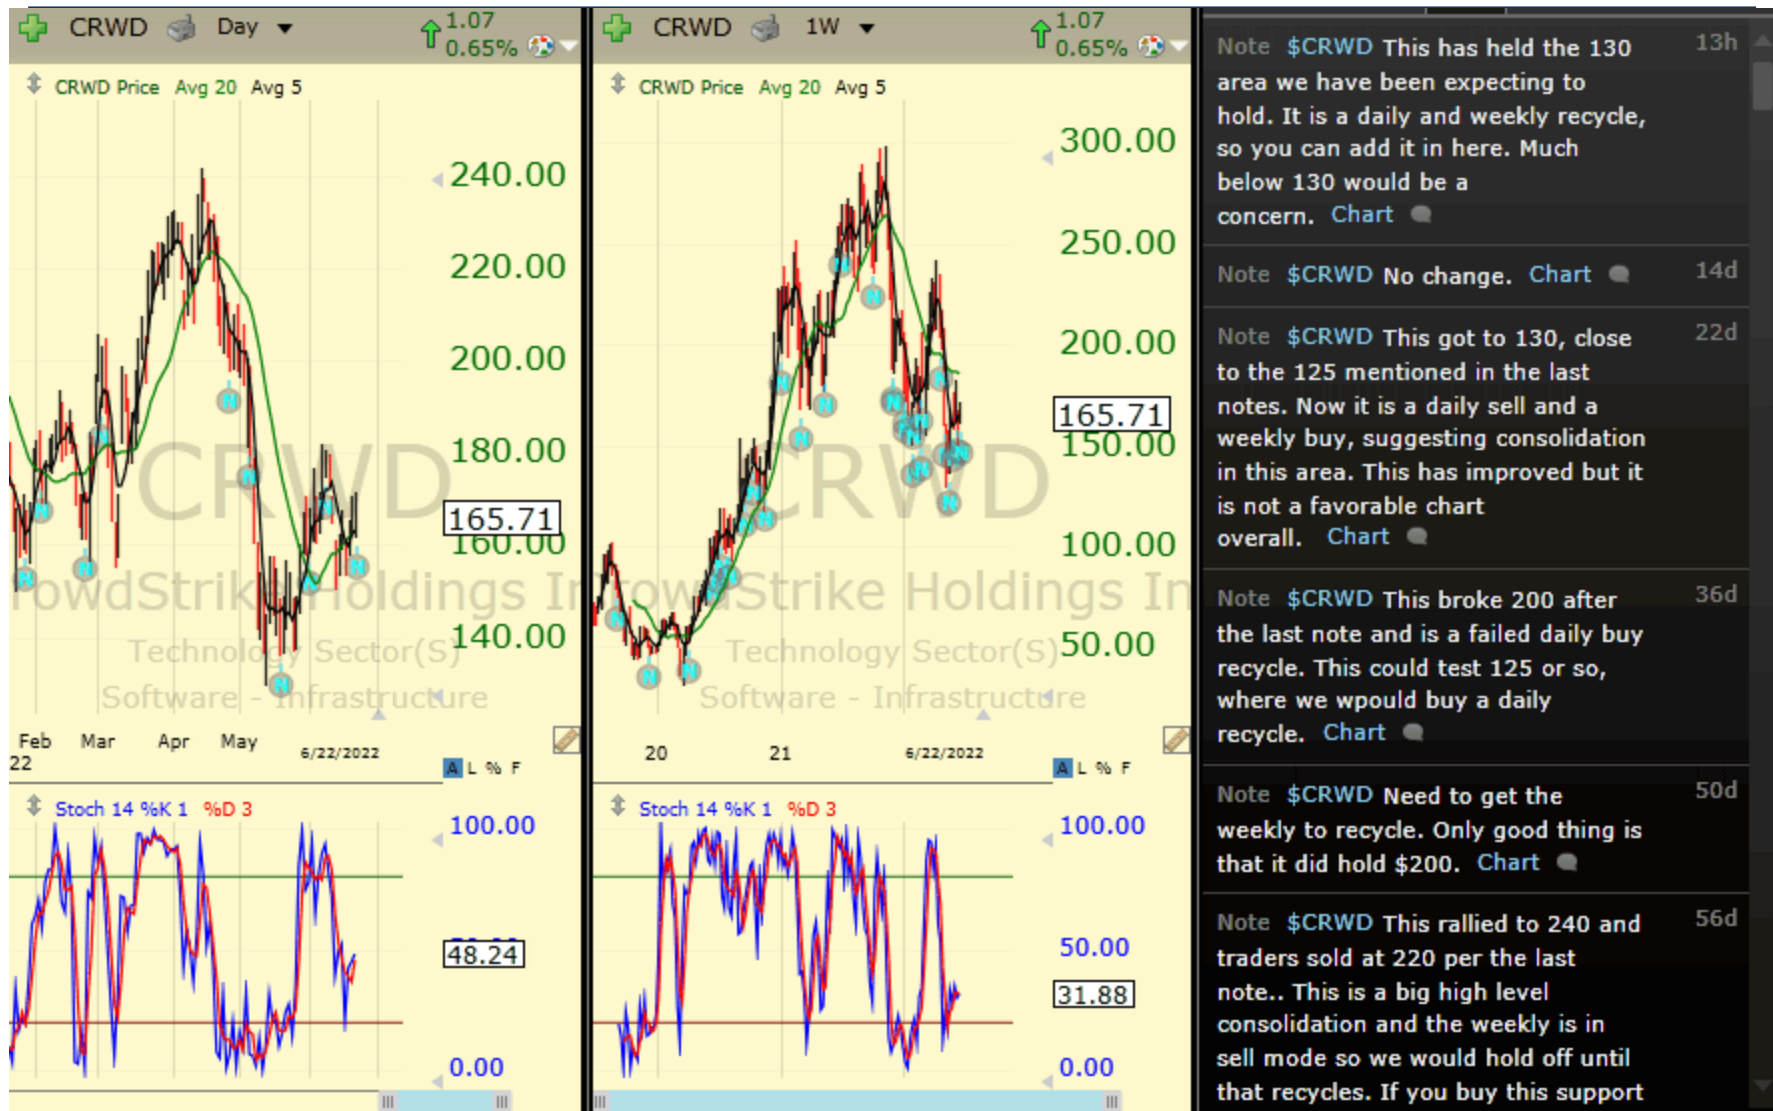 CRWD Day 1.07
0.65%
CRWD Price Avg 20 Avg 5
240.00
220.00
200.00
180.00
165.71
160.00
140.00
CRWD
Technology Sector(S)
Software - Infrastructure
Feb Mar Apr May 6/22/2022
22
A L % F
Stoch 14 %K 1 %D 3
100.00
48.24
0.00
CRWD 1W 1.07
0.65%
CRWD Price Avg 20 Avg 5
300.00
250.00
200.00
165.71
150.00
100.00
50.00
CRWD
Strike Holdings In
Technology Sector(S)
Software - Infrastructure
20 21 6/22/2022
A L % F
Stoch 14 %K 1 %D 3
100.00
50.00
31.88
0.00
Note $CRWD This has held the 130 13h
area we have been expecting to
hold. It is a daily and weekly recycle,
so you can add it in here. Much
below 130 would be a
concern. Chart
Note $CRWD No change. Chart 14d
Note $CRWD This got to 130, close 22d
to the 125 mentioned in the last
notes. Now it is a daily sell and a
weekly buy, suggesting consolidation
in this area. This has improved but it
is not a favorable chart
overall. Chart
Note $CRWD This broke 200 after 36d
the last note and is a failed daily buy
recycle. This could test 125 or so,
where we wpould buy a daily
recycle. Chart
Note $CRWD Need to get the 50d
weekly to recycle. Only good thing is
that it did hold $200. Chart
Note $CRWD This rallied to 240 and 56d
traders sold at 220 per the last
note.. This is a big high level
consolidation and the weekly is in
sell mode so we would hold off until
that recycles. If you buy this support